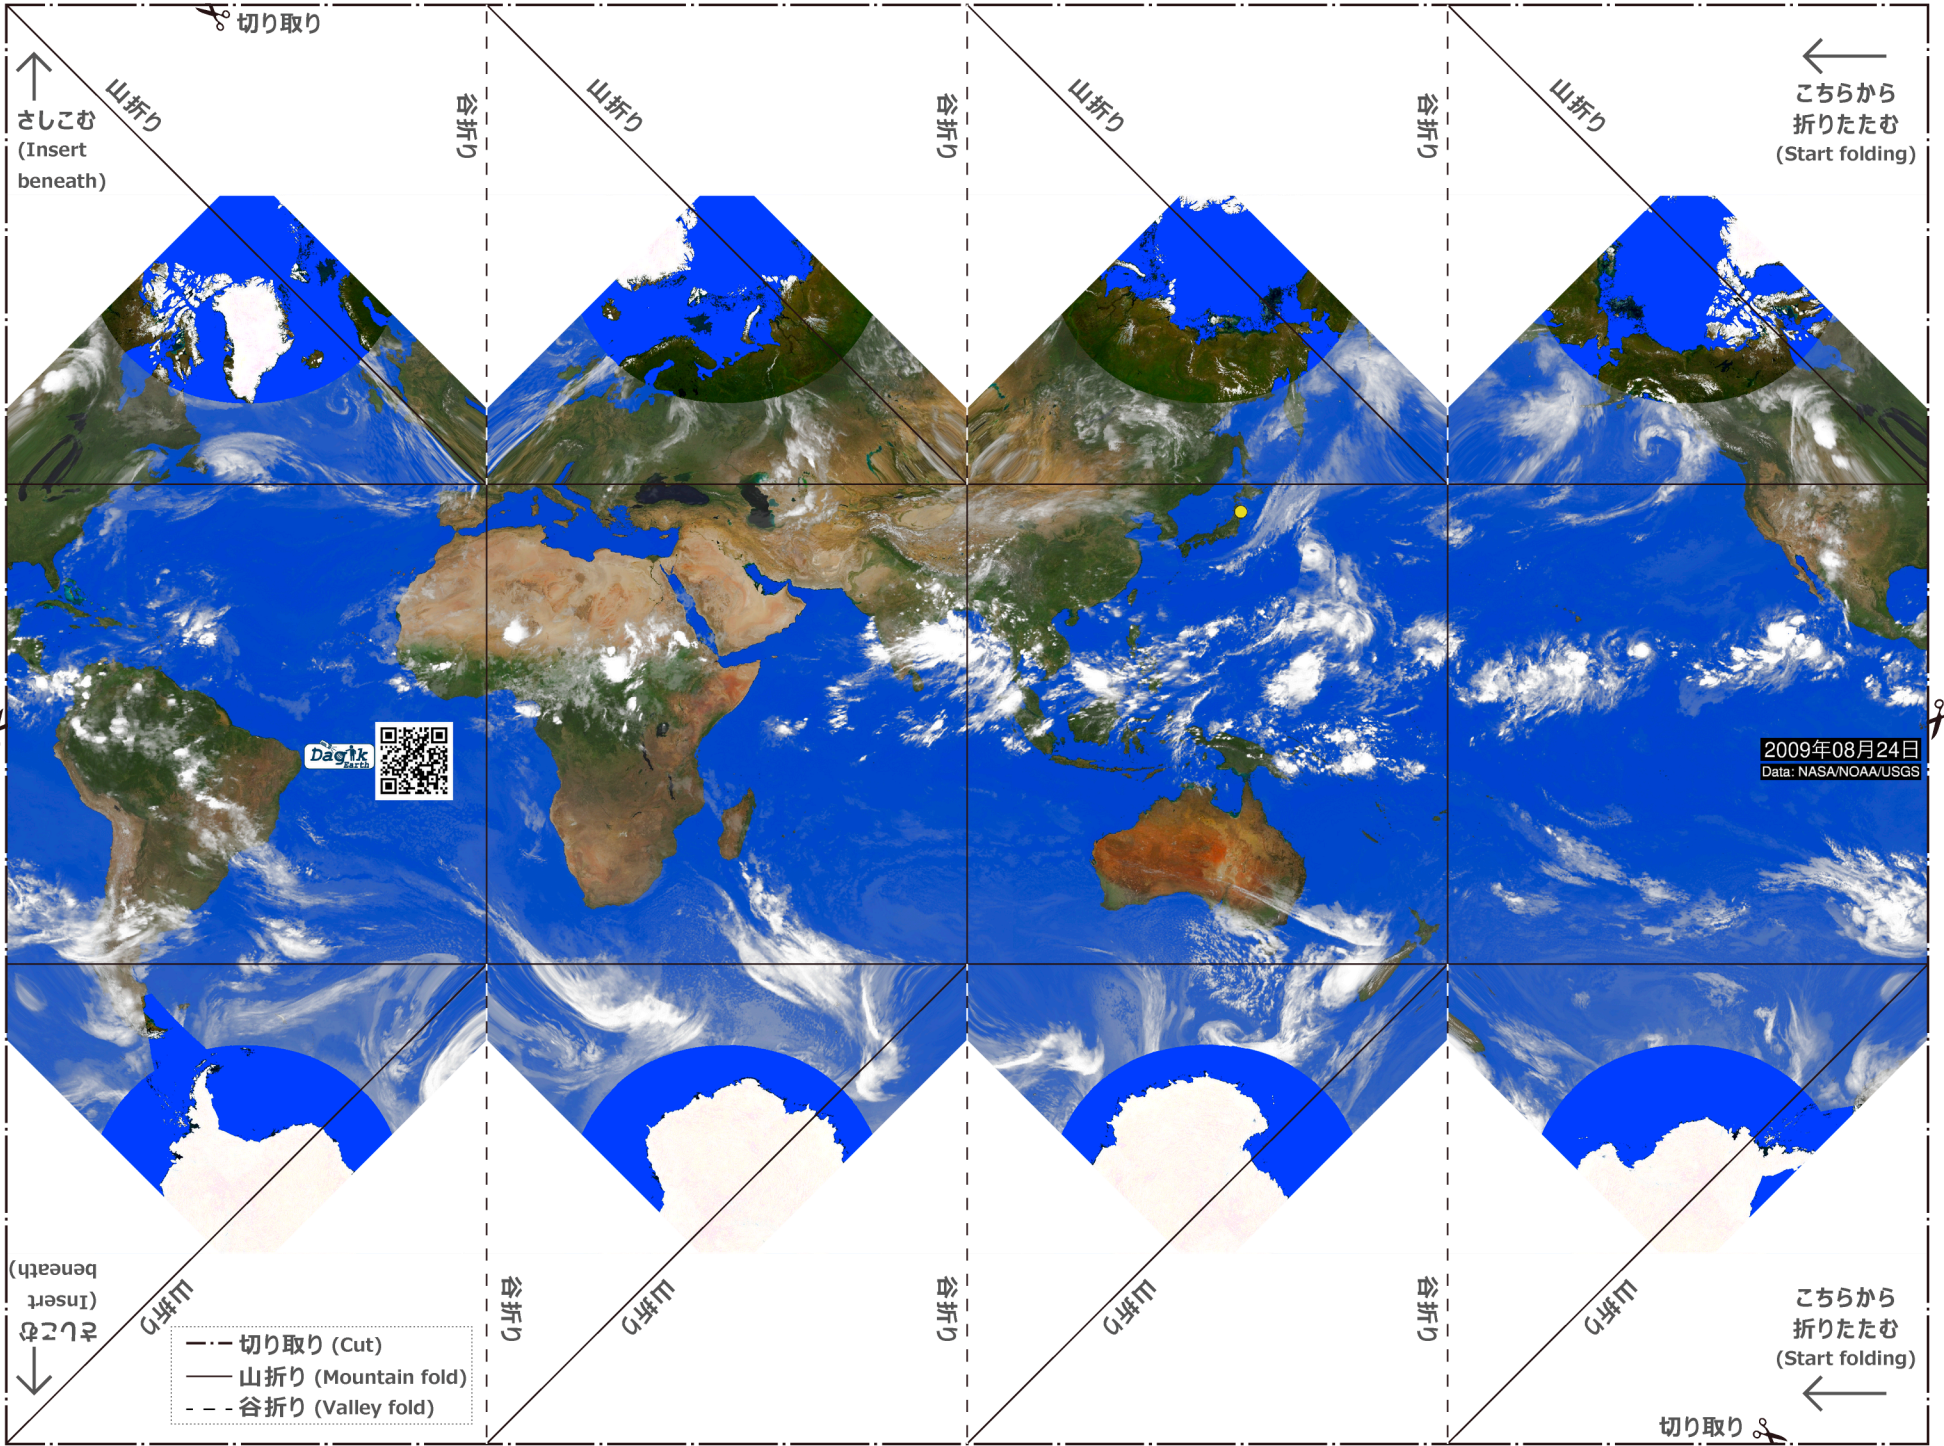 切り取り
山折り
谷折り
山折り
谷折り
山折り
谷折り
山折り
さしこむ
(Insert
beneath)
こちらから
折りたたむ
(Start folding)
Dagik
Earth
2009年08月24日
Data: NASA/NOAA/USGS
さしこむ
(Insert
beneath)
山折り
谷折り
山折り
谷折り
山折り
谷折り
山折り
こちらから
折りたたむ
(Start folding)
切り取り (Cut)
山折り (Mountain fold)
谷折り (Valley fold)
切り取り